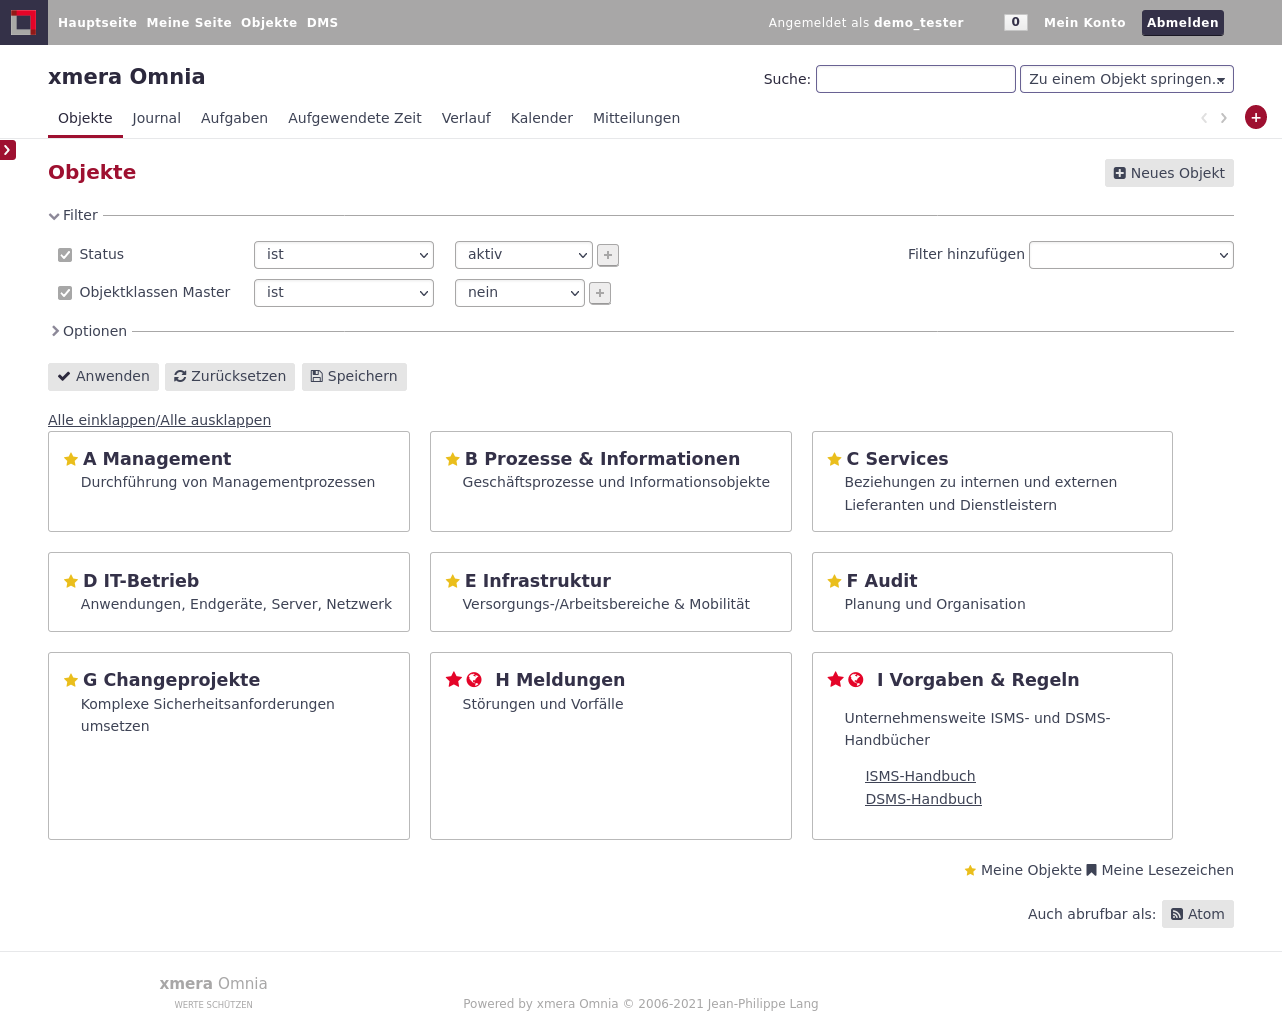 Hauptseite Meine Seite Objekte DMS Angemeldet als demo_tester 0 Mein Konto Abmelden
xmera Omnia Suche: Zu einem Objekt springen...
Objekte Journal Aufgaben Aufgewendete Zeit Verlauf Kalender Mitteilungen
Objekte Neues Objekt
Filter
Status ist aktiv Filter hinzufügen
Objektklassen Master ist nein
Optionen
Anwenden Zurücksetzen Speichern
Alle einklappen/Alle ausklappen
A Management
Durchführung von Managementprozessen
B Prozesse & Informationen
Geschäftsprozesse und Informationsobjekte
C Services
Beziehungen zu internen und externen
Lieferanten und Dienstleistern
D IT-Betrieb
Anwendungen, Endgeräte, Server, Netzwerk
E Infrastruktur
Versorgungs-/Arbeitsbereiche & Mobilität
F Audit
Planung und Organisation
G Changeprojekte
Komplexe Sicherheitsanforderungen
umsetzen
H Meldungen
Störungen und Vorfälle
I Vorgaben & Regeln
Unternehmensweite ISMS- und DSMS-
Handbücher
ISMS-Handbuch
DSMS-Handbuch
Meine Objekte Meine Lesezeichen
Auch abrufbar als: Atom
xmera Omnia
WERTE SCHÜTZEN
Powered by xmera Omnia © 2006-2021 Jean-Philippe Lang